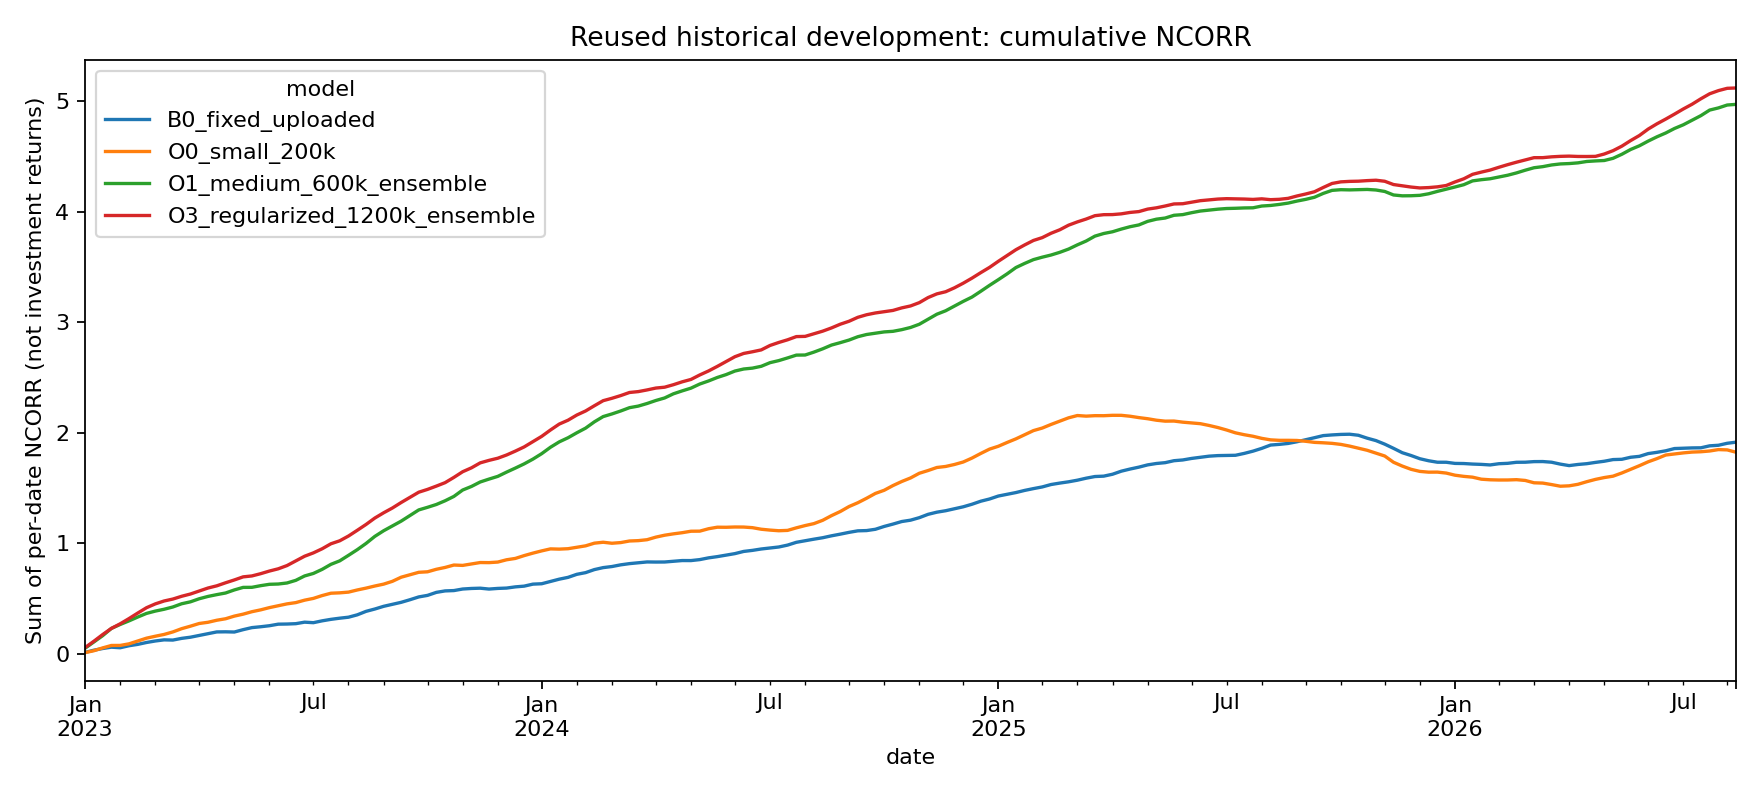 Reused historical development: cumulative NCORR
model
B0_fixed_uploaded
O0_small_200k
O1_medium_600k_ensemble
O3_regularized_1200k_ensemble
Sum of per-date NCORR (not investment returns)
5
4
3
2
1
0
Jan
2023
Jul
Jan
2024
Jul
Jan
2025
Jul
Jan
2026
Jul
date